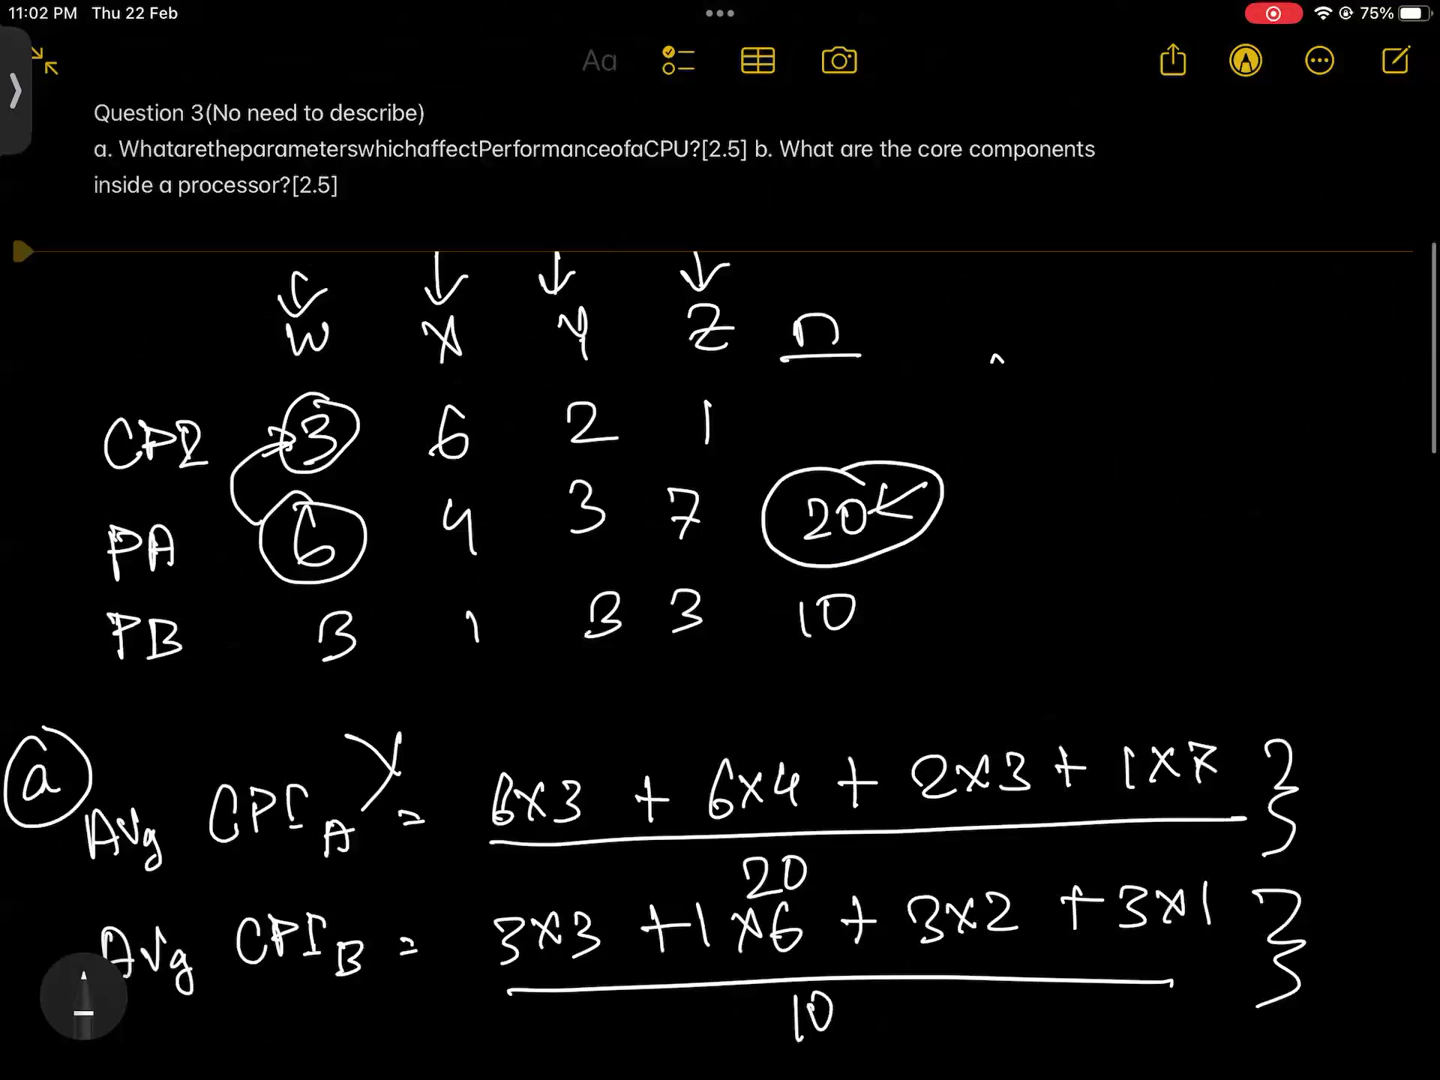 11:02 PM Thu 22 Feb 75%
Aa
Question 3(No need to describe)
a. WhataretheparameterswhichaffectPerformanceofaCPU?[2.5] b. What are the core components
inside a processor?[2.5]
W X Y Z n
CPI 3 6 2 1
PA 6 4 3 7 20
PB 3 1 3 3 10
a
Avg CPI A = 6x3 + 6x4 + 2x3 + 1x7
20
Avg CPI B = 3x3 +1x6 + 3x2 +3x1
10